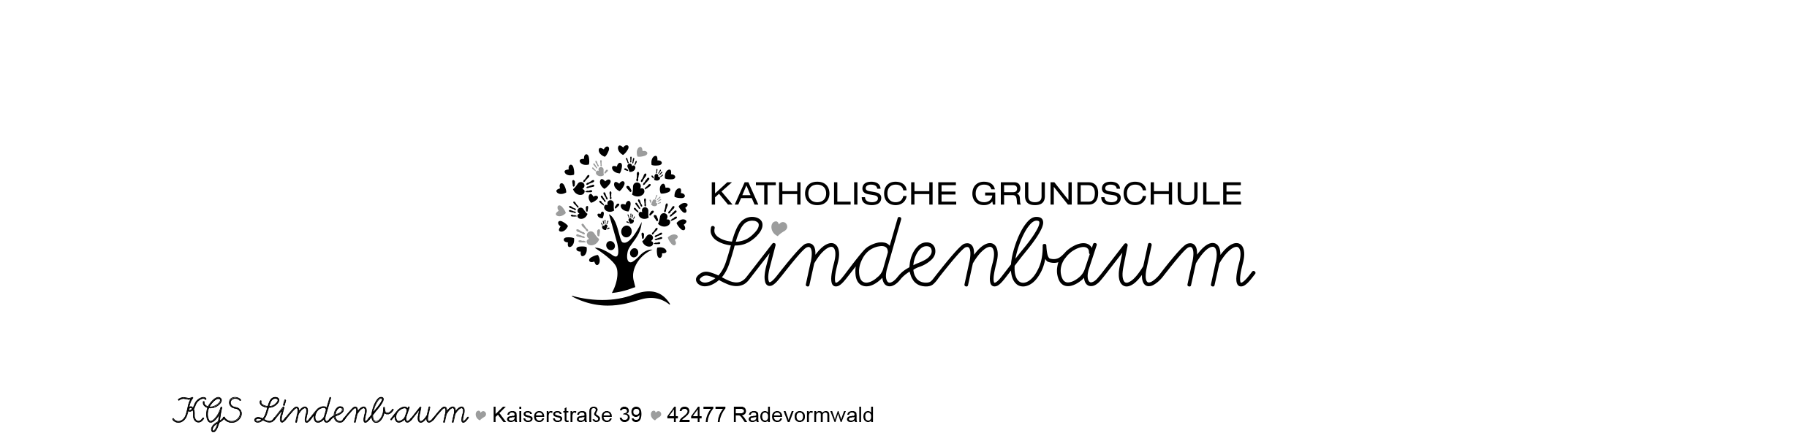 KATHOLISCHE GRUNDSCHULE
Lindenbaum
KGS Lindenbaum Kaiserstraße 39 42477 Radevormwald